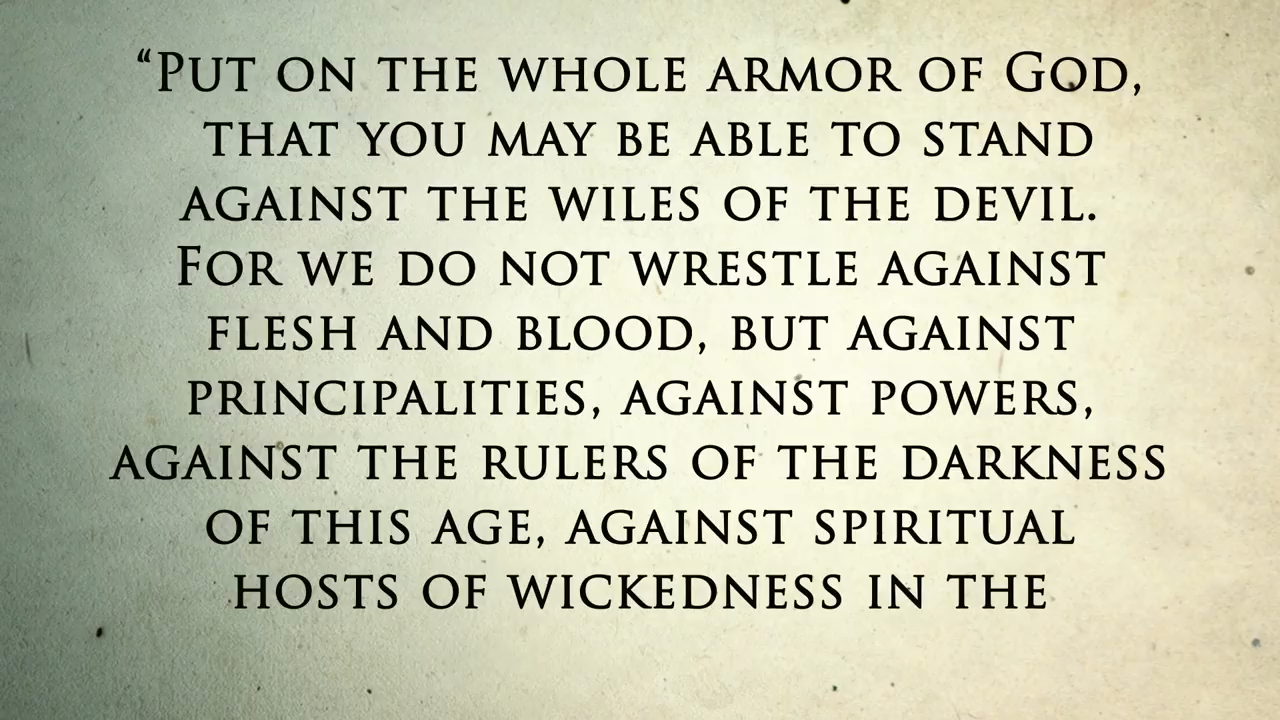 “Put on the whole armor of God,
that you may be able to stand
against the wiles of the devil.
For we do not wrestle against
flesh and blood, but against
principalities, against powers,
against the rulers of the darkness
of this age, against spiritual
hosts of wickedness in the